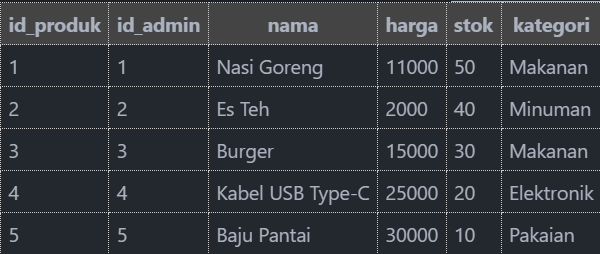 id_produk id_admin nama harga stok kategori
1 1 Nasi Goreng 11000 50 Makanan
2 2 Es Teh 2000 40 Minuman
3 3 Burger 15000 30 Makanan
4 4 Kabel USB Type-C 25000 20 Elektronik
5 5 Baju Pantai 30000 10 Pakaian